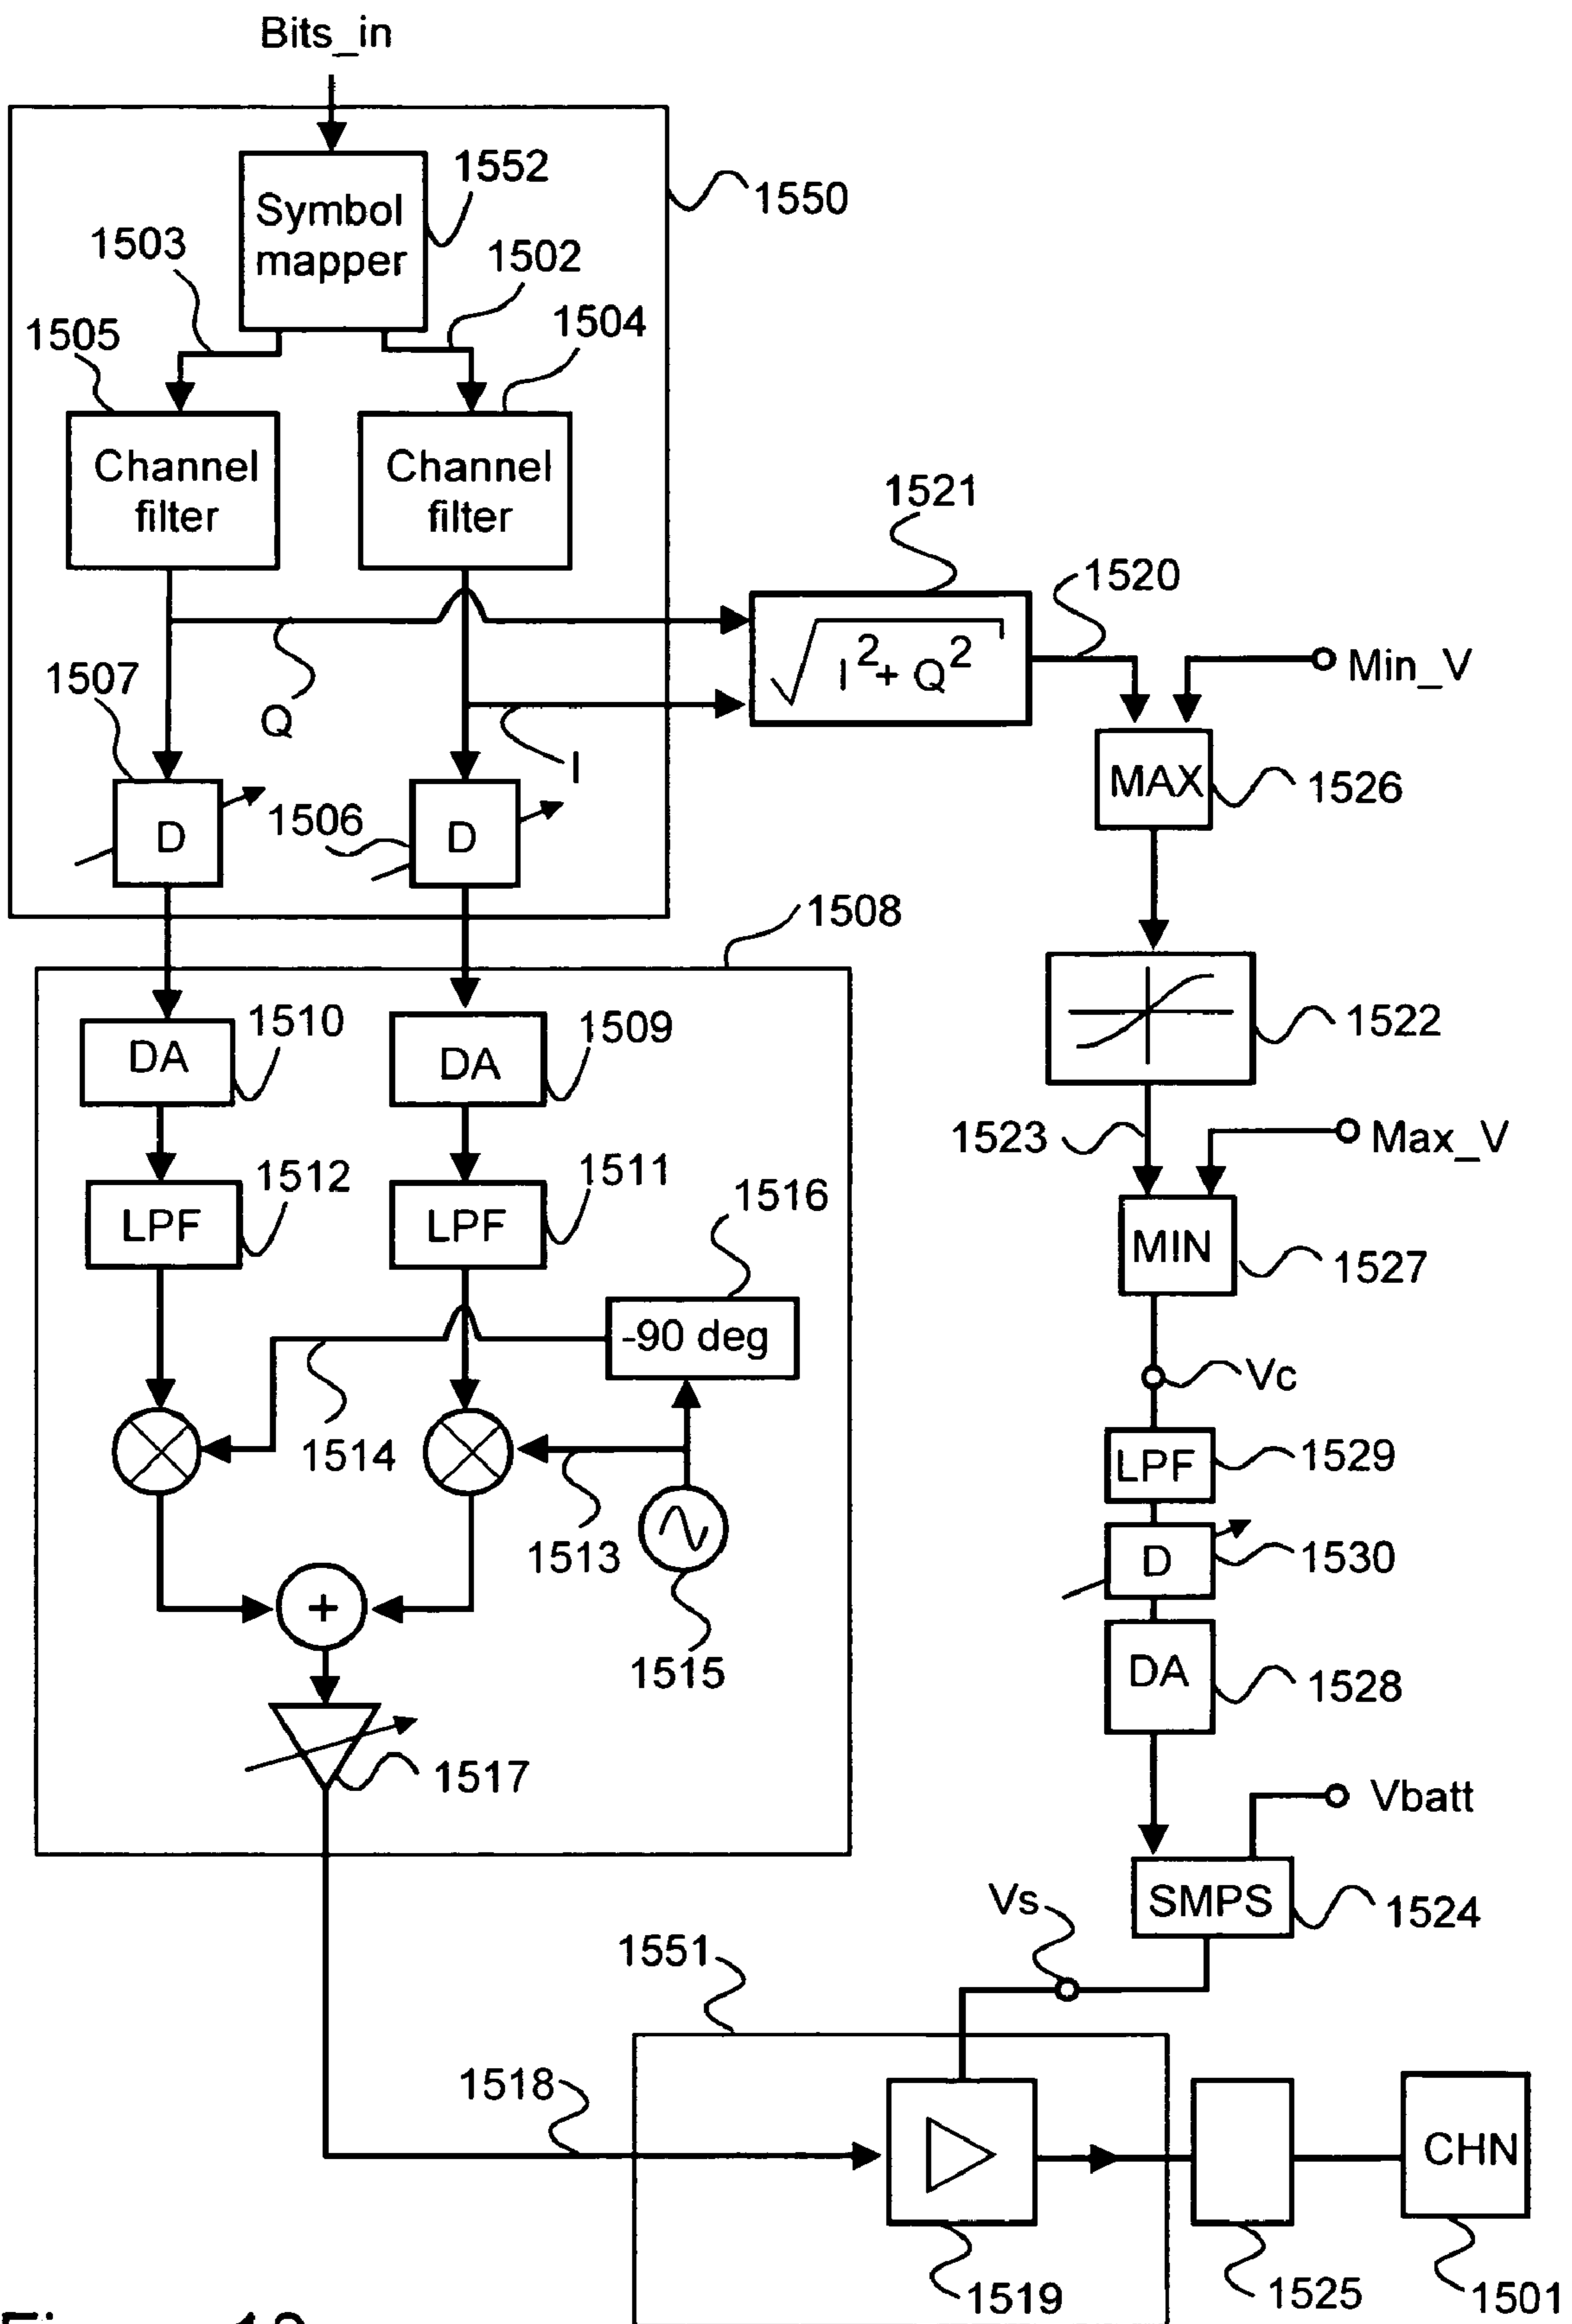 Bits_in
1552
Symbol
mapper
1550
1503
1502
1505
1504
Channel
filter
Channel
filter
1521
1520
√ I² + Q²
Min_V
1507
Q
I
MAX
1526
D
1506
D
1508
1510
1509
DA
DA
1522
1523
Max_V
1512
1511
1516
LPF
LPF
MIN
1527
-90 deg
Vc
1514
1513
LPF
1529
D
1530
+
1515
DA
1528
1517
Vbatt
Vs
SMPS
1524
1551
1518
CHN
1519
1525
1501